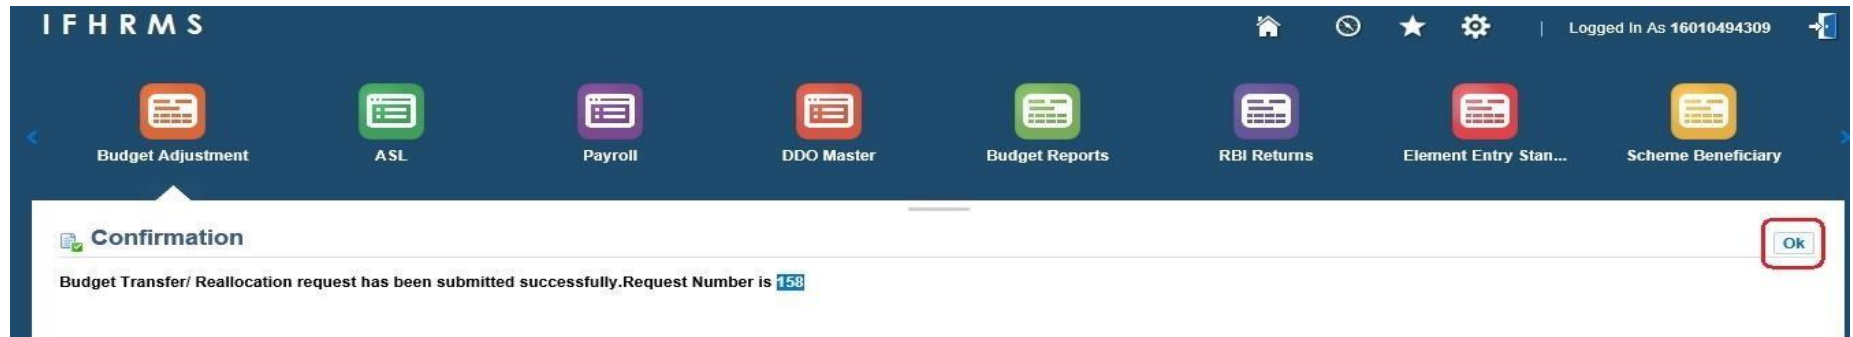 IFHRMS
| Logged In As 16010494309
Budget Adjustment ASL Payroll DDO Master Budget Reports RBI Returns Element Entry Stan... Scheme Beneficiary
Confirmation
Ok
Budget Transfer/ Reallocation request has been submitted successfully.Request Number is 158